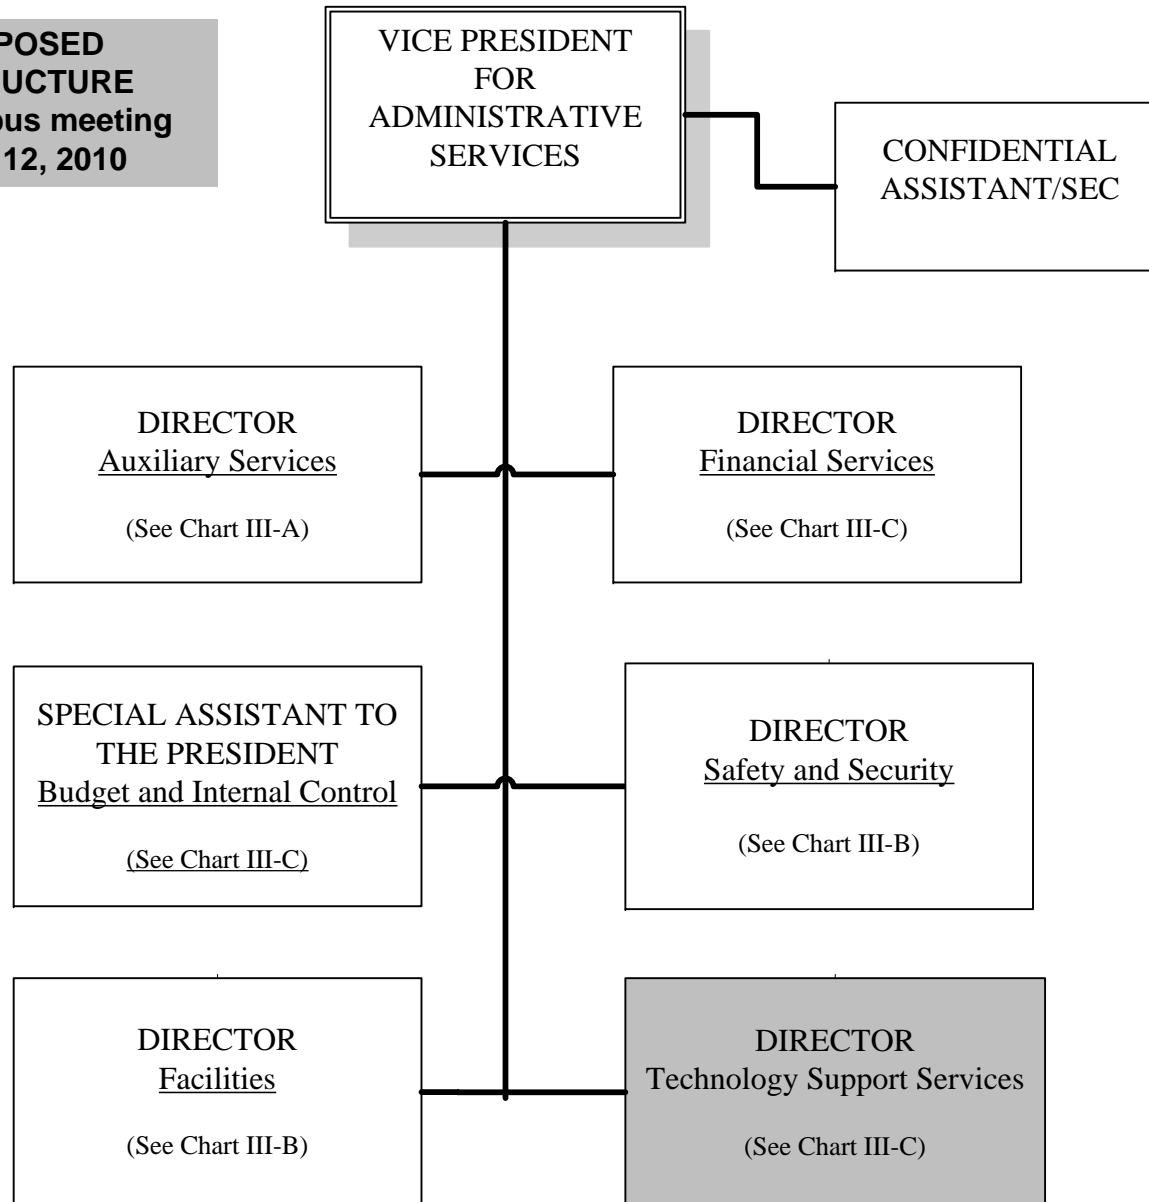 POSED
UCTURE
ous meeting
12, 2010
VICE PRESIDENT
FOR
ADMINISTRATIVE
SERVICES
CONFIDENTIAL
ASSISTANT/SEC
DIRECTOR
Auxiliary Services
(See Chart III-A)
DIRECTOR
Financial Services
(See Chart III-C)
SPECIAL ASSISTANT TO
THE PRESIDENT
Budget and Internal Control
(See Chart III-C)
DIRECTOR
Safety and Security
(See Chart III-B)
DIRECTOR
Facilities
(See Chart III-B)
DIRECTOR
Technology Support Services
(See Chart III-C)